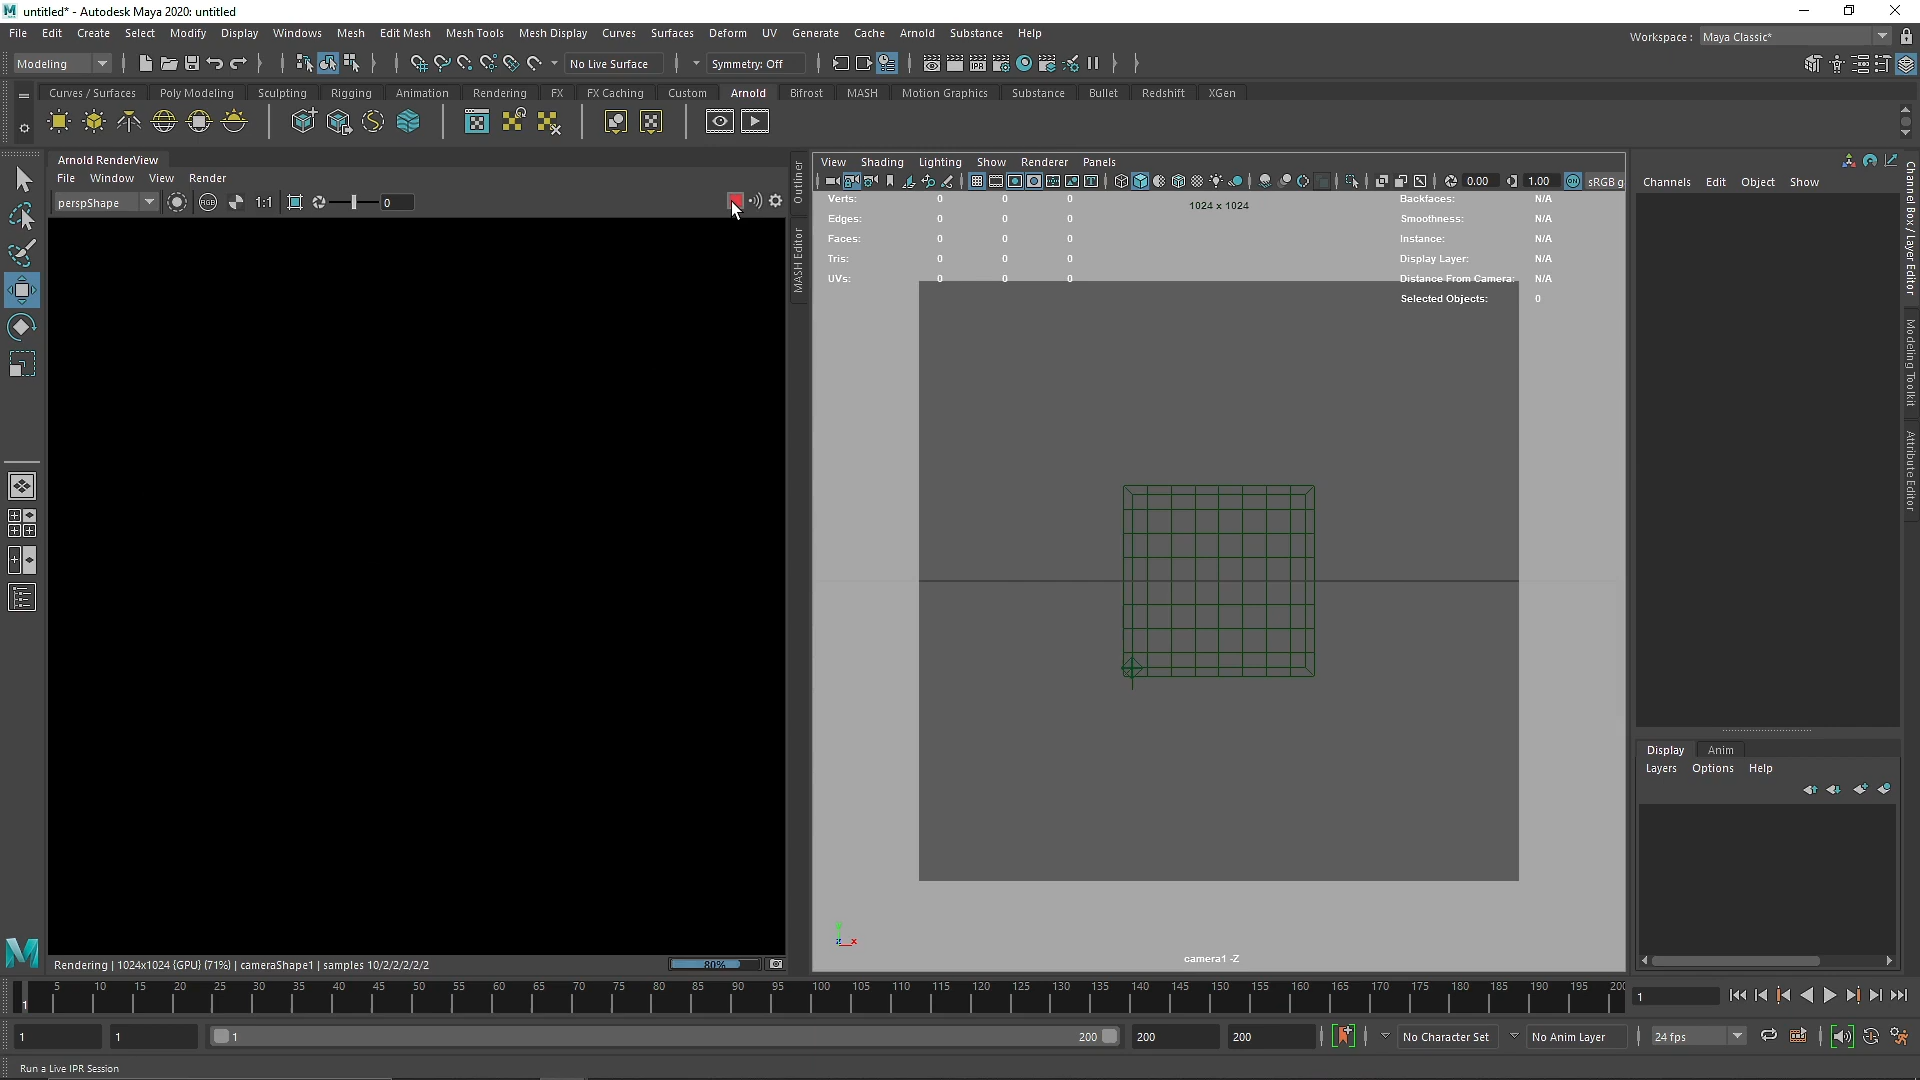 untitled* - Autodesk Maya 2020: untitled
File Edit Create Select Modify Display Windows Mesh Edit Mesh Mesh Tools Mesh Display Curves Surfaces Deform UV Generate Cache Arnold Substance Help
Workspace : Maya Classic*
Modeling No Live Surface Symmetry: Off
Curves / Surfaces Poly Modeling Sculpting Rigging Animation Rendering FX FX Caching Custom Arnold Bifrost MASH Motion Graphics Substance Bullet Redshift XGen
Arnold RenderView
File Window View Render
perspShape RGB 1:1 0
Outliner
MASH Editor
View Shading Lighting Show Renderer Panels
0.00 1.00 ON sRGB g
Verts: 0 0 0
Edges: 0 0 0
Faces: 0 0 0
Tris: 0 0 0
UVs: 0 0 0
1024 x 1024
Backfaces: N/A
Smoothness: N/A
Instance: N/A
Display Layer: N/A
Distance From Camera: N/A
Selected Objects: 0
camera1 -Z
Channels Edit Object Show
Channel Box / Layer Editor
Modeling Toolkit
Attribute Editor
Display Anim
Layers Options Help
Rendering | 1024x1024 (GPU) (71%) | cameraShape1 | samples 10/2/2/2/2/2
80%
1 5 10 15 20 25 30 35 40 45 50 55 60 65 70 75 80 85 90 95 100 105 110 115 120 125 130 135 140 145 150 155 160 165 170 175 180 185 190 195 200
1
1 1 1 200 200 200 No Character Set No Anim Layer 24 fps
Run a Live IPR Session